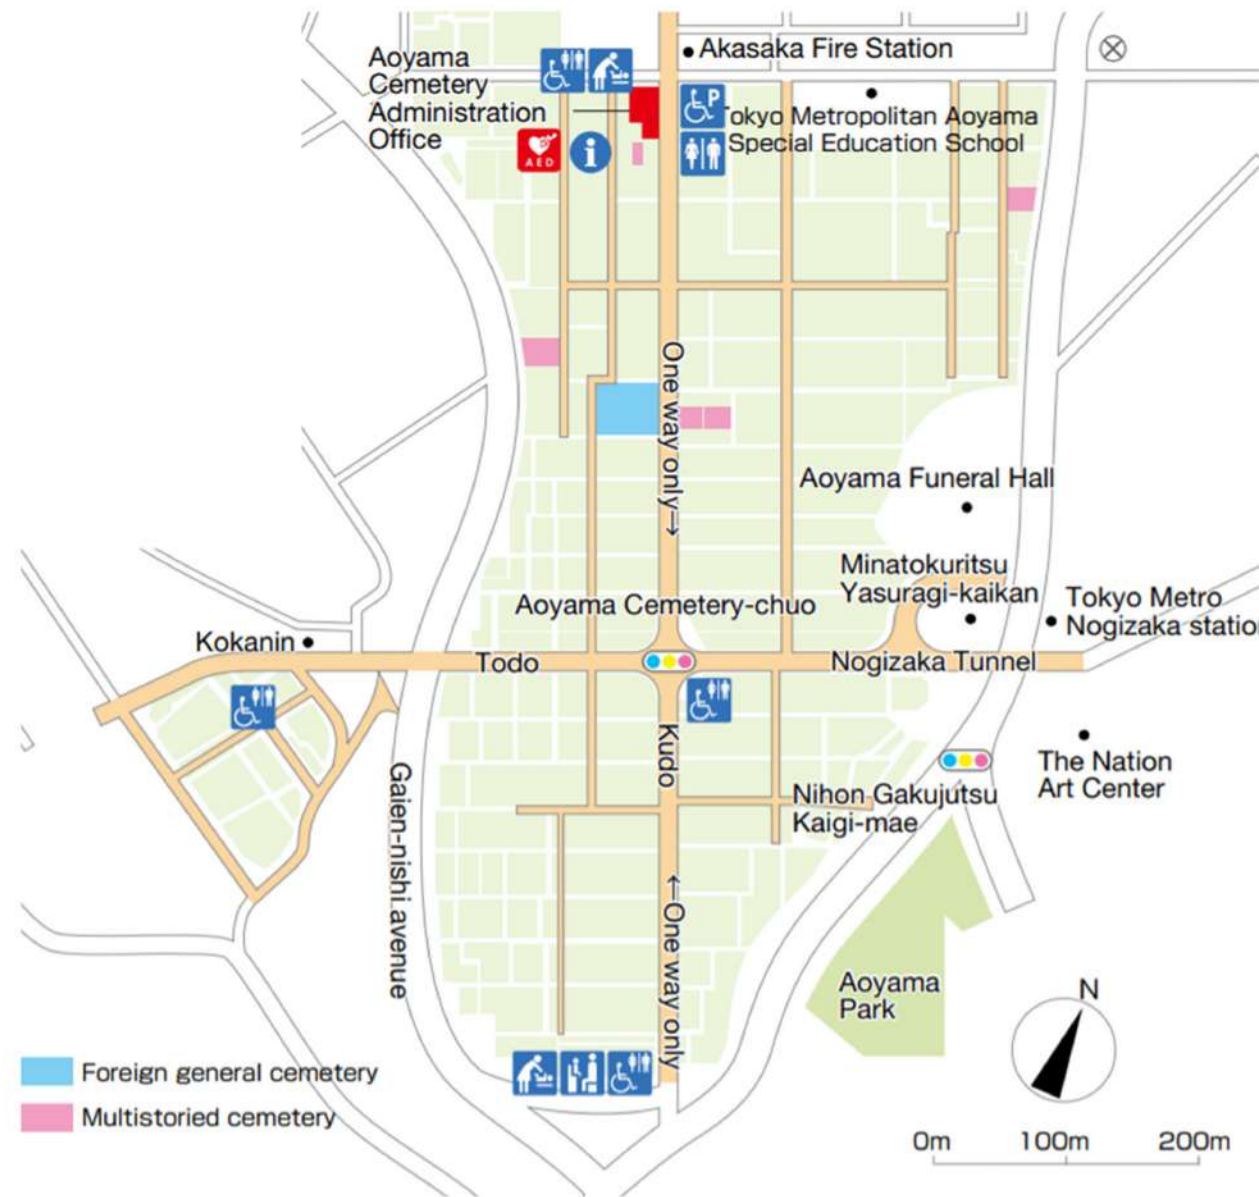 Akasaka Fire Station
Aoyama
Cemetery
Administration
Office
P
okyo Metropolitan Aoyama
Special Education School
AED
i
One way only→
Aoyama Funeral Hall
Minatokuritsu
Yasuragi-kaikan
Aoyama Cemetery-chuo
Tokyo Metro
Nogizaka statio
Kokanin
Todo
Nogizaka Tunnel
Kudo
The Nation
Art Center
Nihon Gakujutsu
Kaigi-mae
Gaien-nishi avenue
←One way only
Aoyama
Park
N
Foreign general cemetery
Multistoried cemetery
0m 100m 200m